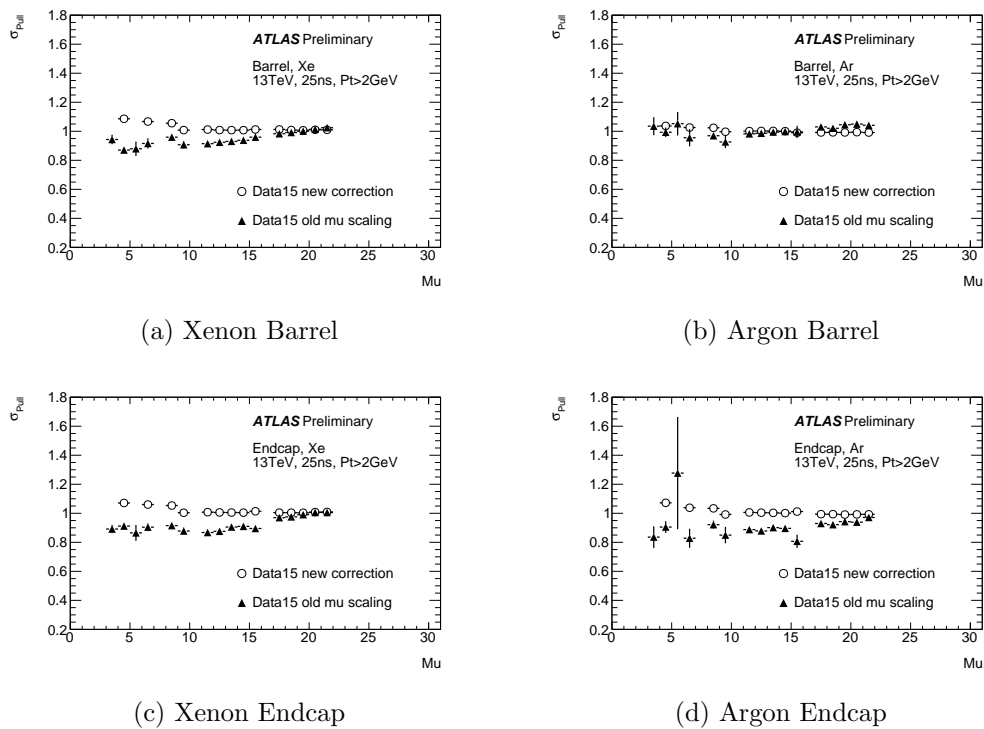 σPull
1.8
1.6
1.4
1.2
1
0.8
0.6
0.4
0.2
ATLAS Preliminary
Barrel, Xe
13TeV, 25ns, Pt>2GeV
Data15 new correction
Data15 old mu scaling
0 5 10 15 20 25 30
Mu
(a) Xenon Barrel
σPull
1.8
1.6
1.4
1.2
1
0.8
0.6
0.4
0.2
ATLAS Preliminary
Barrel, Ar
13TeV, 25ns, Pt>2GeV
Data15 new correction
Data15 old mu scaling
0 5 10 15 20 25 30
Mu
(b) Argon Barrel
σPull
1.8
1.6
1.4
1.2
1
0.8
0.6
0.4
0.2
ATLAS Preliminary
Endcap, Xe
13TeV, 25ns, Pt>2GeV
Data15 new correction
Data15 old mu scaling
0 5 10 15 20 25 30
Mu
(c) Xenon Endcap
σPull
1.8
1.6
1.4
1.2
1
0.8
0.6
0.4
0.2
ATLAS Preliminary
Endcap, Ar
13TeV, 25ns, Pt>2GeV
Data15 new correction
Data15 old mu scaling
0 5 10 15 20 25 30
Mu
(d) Argon Endcap